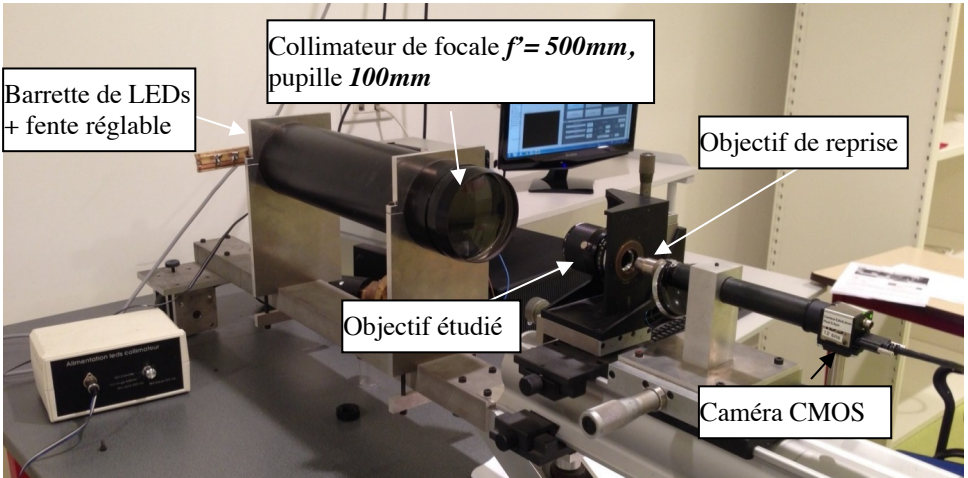 Collimateur de focale f'= 500mm,
pupille 100mm
Barrette de LEDs
+ fente réglable
Objectif de reprise
Objectif étudié
Alimentation leds collimateur
Caméra CMOS